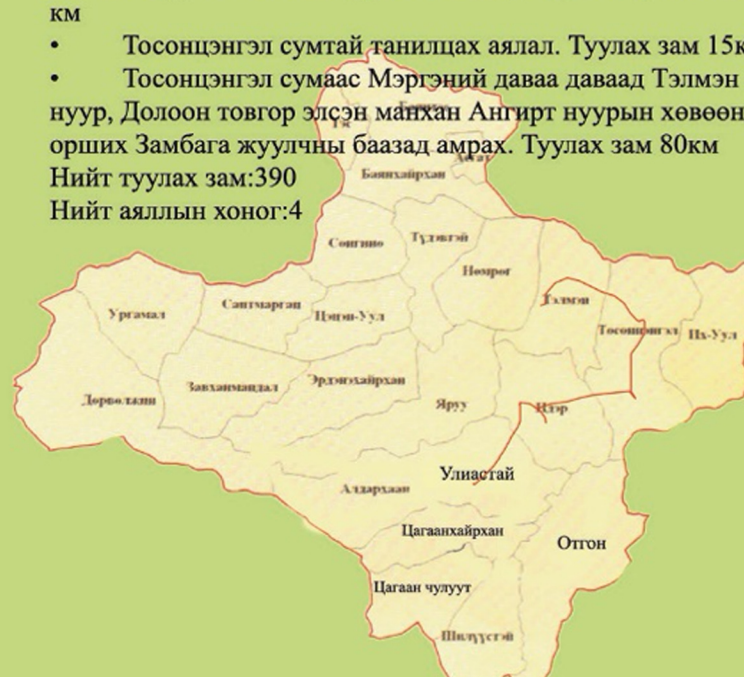 км
• Тосонцэнгэл сумтай танилцах аялал. Туулах зам 15к
• Тосонцэнгэл сумаас Мэргэний даваа даваад Тэлмэн
нуур, Долоон товгор элсэн манхан Ангирт нуурын хөвөөн
орших Замбага жуулчны баазад амрах. Туулах зам 80км
Нийт туулах зам:390
Нийт аяллын хоног:4
Баянхайрхан
Сонгино
Түдэвтэй
Нөмрөг
Ургамал
Сантмаргац
Цэцэн-Уул
Тэлмэн
Тосонцэнгэл
Их-Уул
Дөрвөлжин
Завханмандал
Эрдэнэхайрхан
Яруу
Идэр
Алдархаан
Улиастай
Цагаанхайрхан
Отгон
Цагаан чулуут
Шилүүстэй